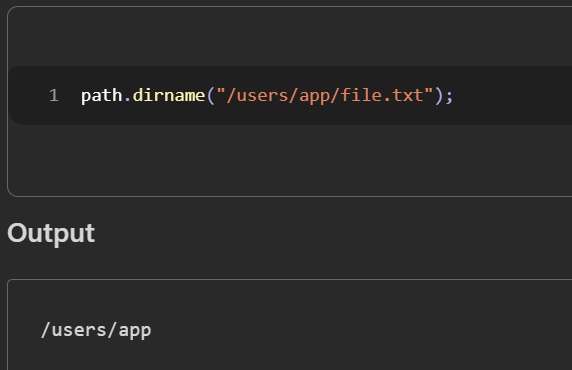 1 path.dirname("/users/app/file.txt");
Output
/users/app